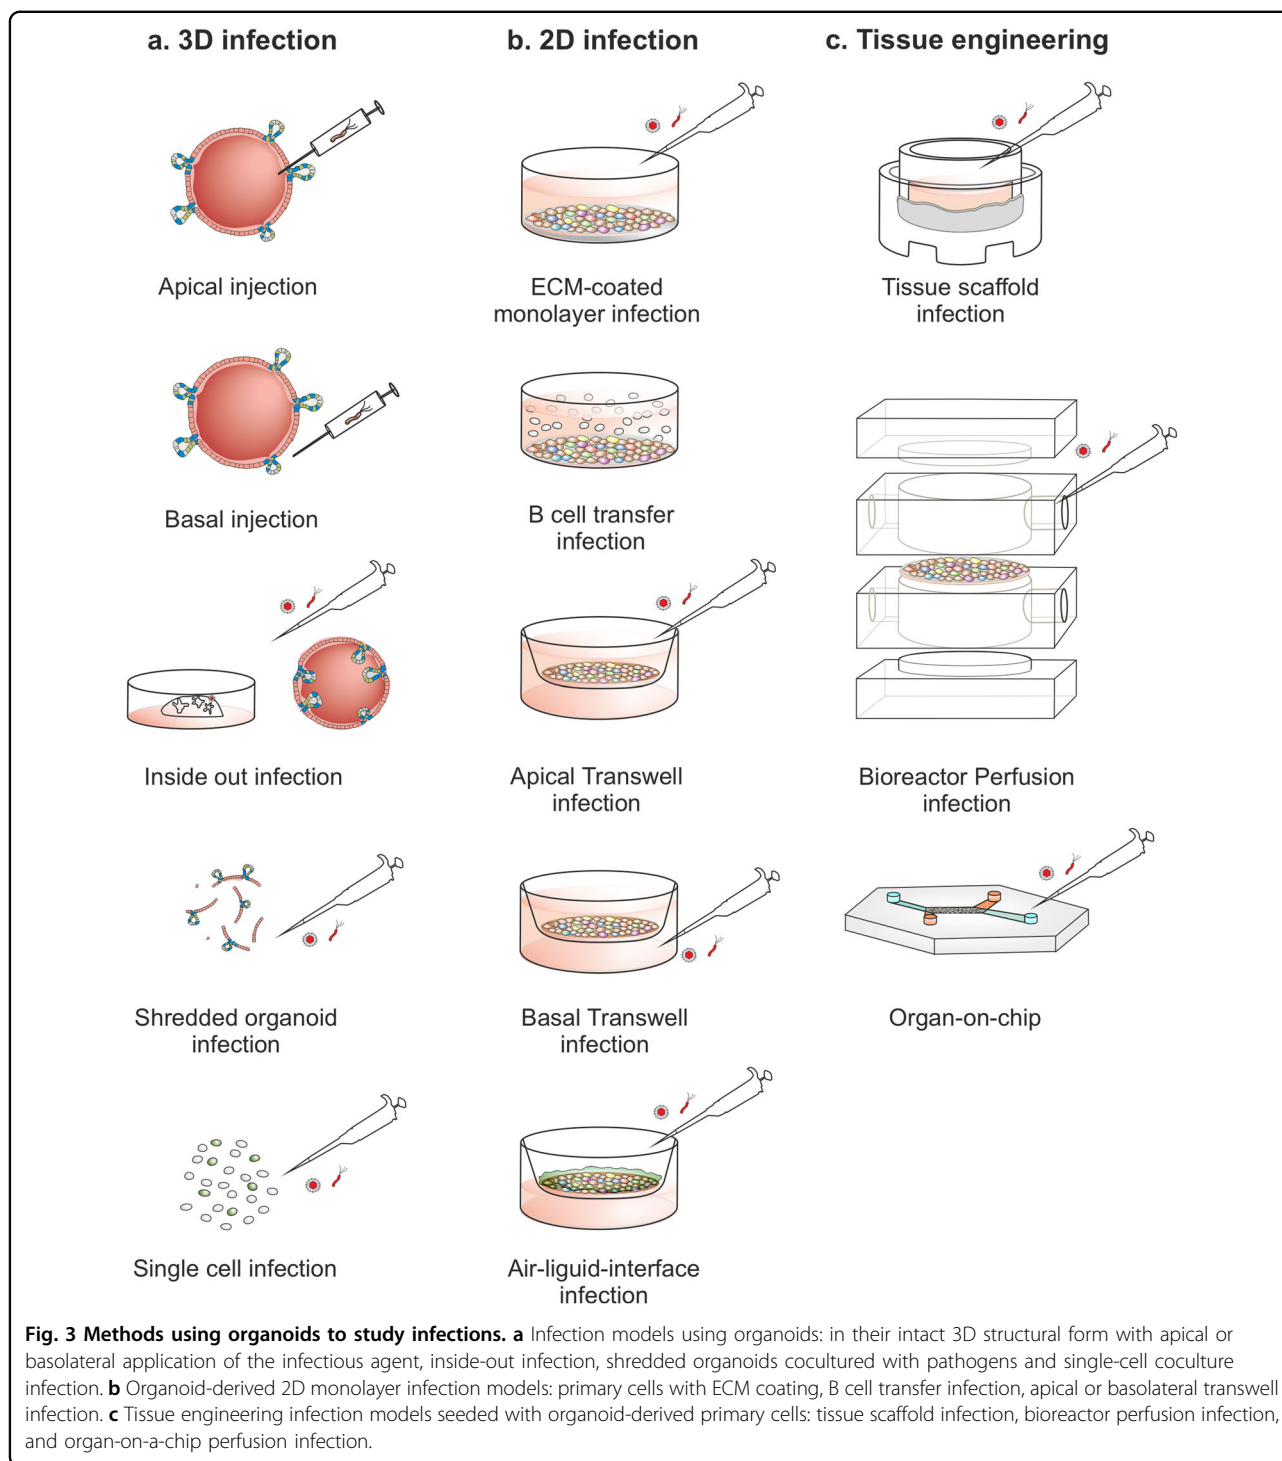 a. 3D infection
Apical injection
Basal injection
Inside out infection
Shredded organoid
infection
Single cell infection
b. 2D infection
ECM-coated
monolayer infection
B cell transfer
infection
Apical Transwell
infection
Basal Transwell
infection
Air-liguid-interface
infection
c. Tissue engineering
Tissue scaffold
infection
Bioreactor Perfusion
infection
Organ-on-chip
Fig. 3 Methods using organoids to study infections. a Infection models using organoids: in their intact 3D structural form with apical or
basolateral application of the infectious agent, inside-out infection, shredded organoids cocultured with pathogens and single-cell coculture
infection. b Organoid-derived 2D monolayer infection models: primary cells with ECM coating, B cell transfer infection, apical or basolateral transwell
infection. c Tissue engineering infection models seeded with organoid-derived primary cells: tissue scaffold infection, bioreactor perfusion infection,
and organ-on-a-chip perfusion infection.